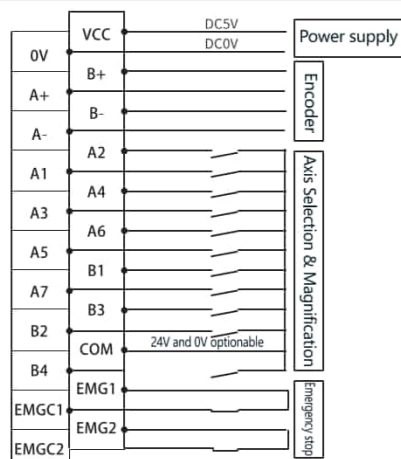 VCC
DC5V
Power supply
0V
DC0V
B+
A+
Encoder
B-
A-
A2
A1
A4
A3
A6
A5
B1
A7
B3
B2
Axis Selection & Magnification
COM
24V and 0V optionable
B4
EMG1
EMGC1
Emergency stop
EMG2
EMGC2